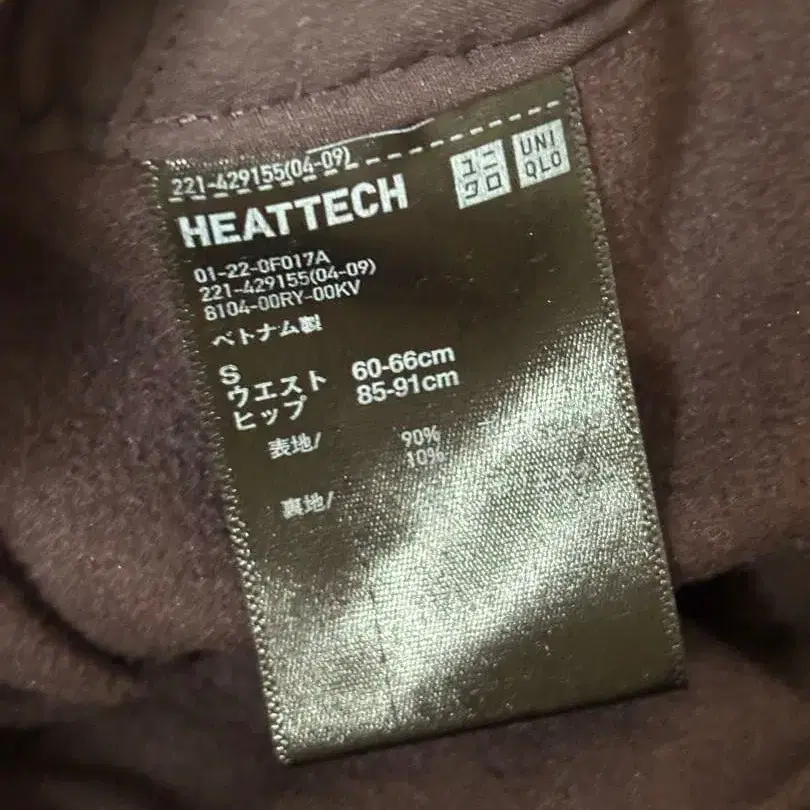 221-429155(04-09)
ユニクロ
UNIQLO
HEATTECH
01-22-0F017A
221-429155(04-09)
8104-00RY-00KV
ベトナム製
S
ウエスト 60-66cm
ヒップ 85-91cm
表地/ 90%
10%
裏地/